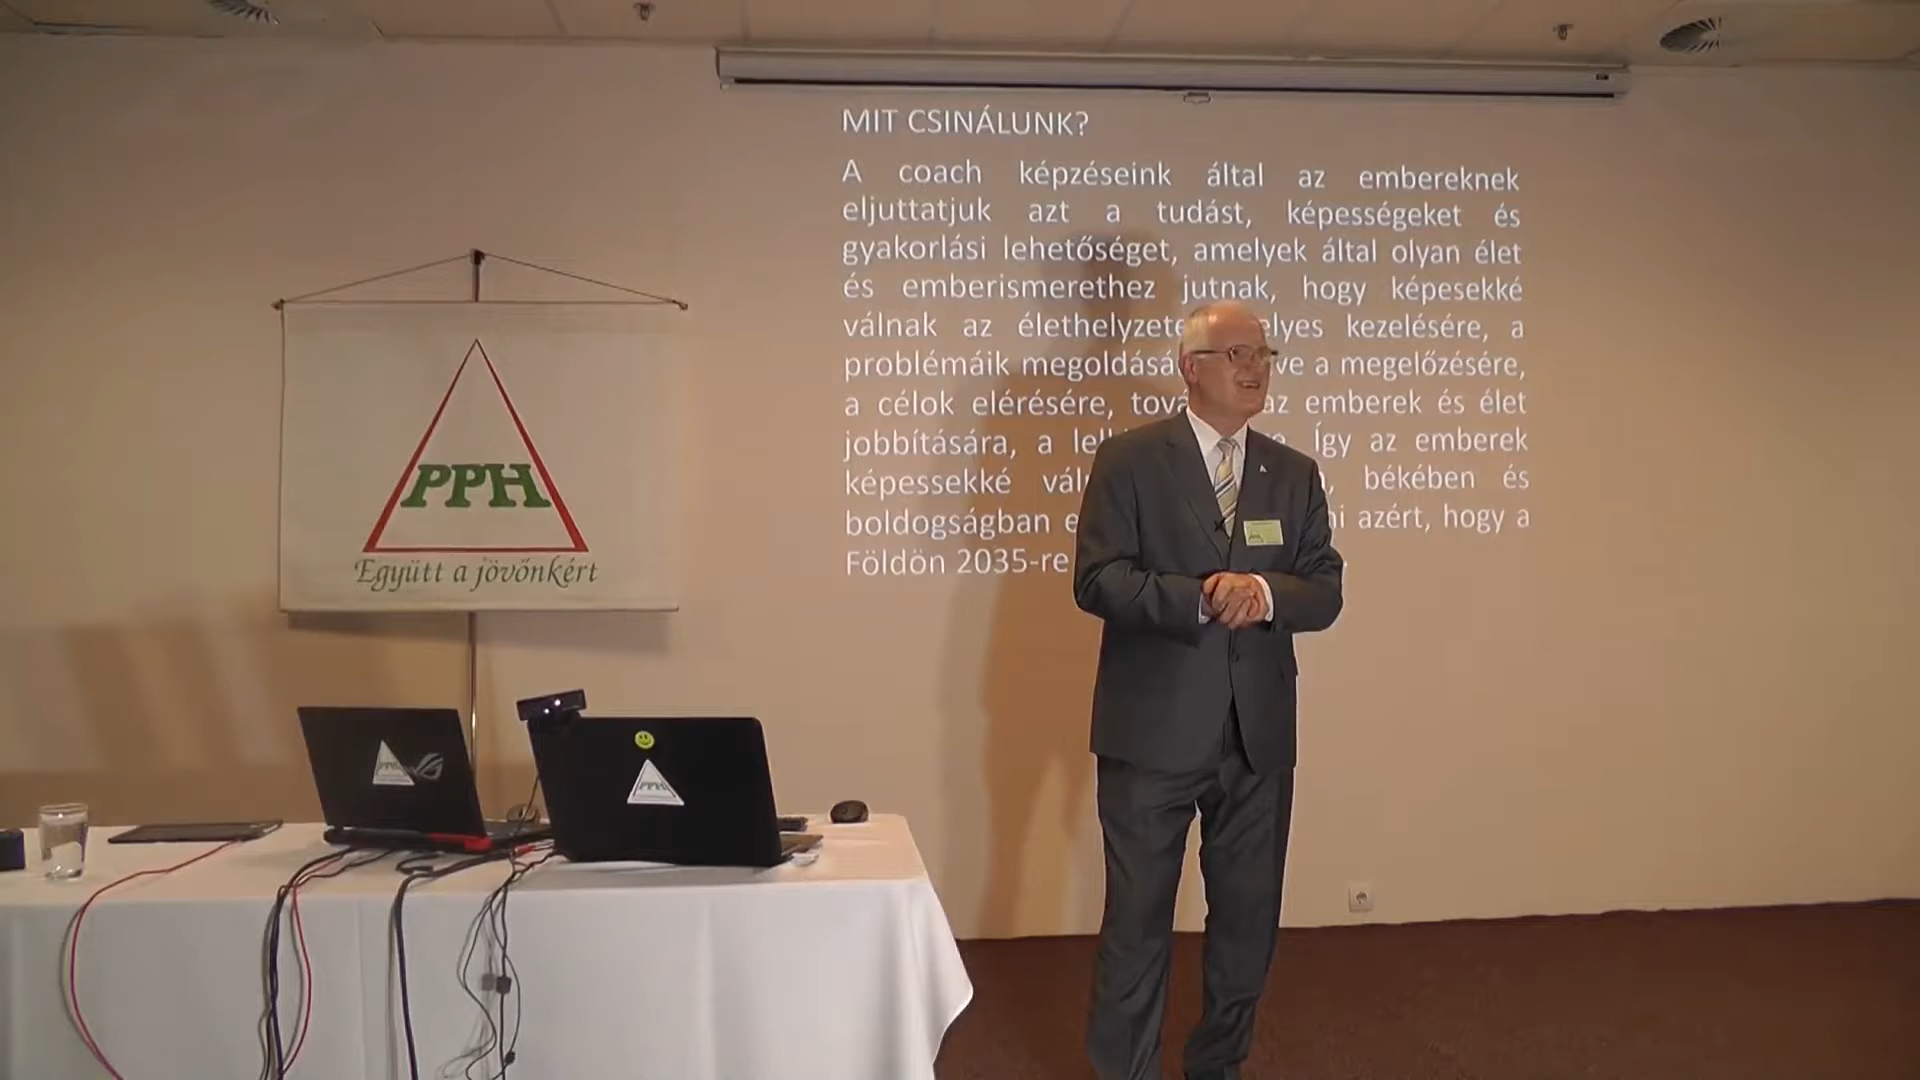 MIT CSINÁLUNK?
A coach képzéseink által az embereknek
eljuttatjuk azt a tudást, képességeket és
gyakorlási lehetőséget, amelyek által olyan élet
és emberismerethez jutnak, hogy képesekké
válnak az kezelésére, a
problémáik a megelőzésére,
a célok elérésére, az emberek és élet
jobbítására, a Így az emberek
képessekké békében és
boldogságban azért, hogy a
Földön 2035-re
PPH
Együtt a jövőnkért
PPH
PPH